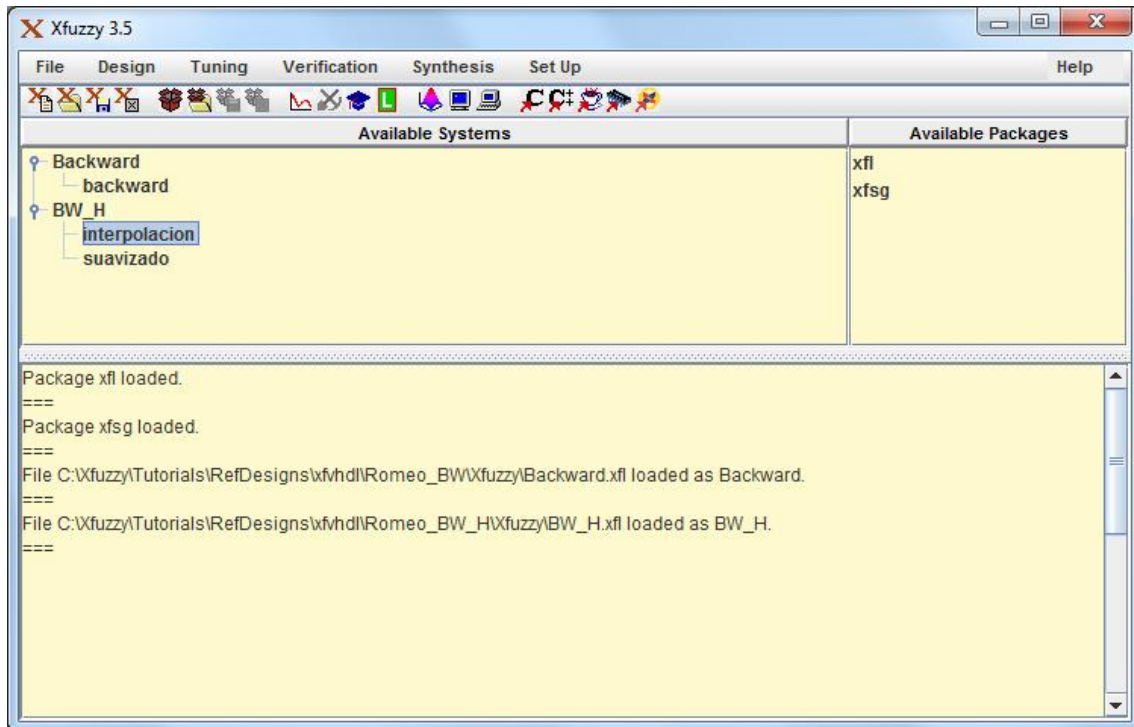 Xfuzzy 3.5
File Design Tuning Verification Synthesis Set Up Help
Available Systems
Available Packages
Backward
backward
BW_H
interpolacion
suavizado
xfl
xfsg
Package xfl loaded.
===
Package xfsg loaded.
===
File C:\Xfuzzy\Tutorials\RefDesigns\xfvhdl\Romeo_BW\Xfuzzy\Backward.xfl loaded as Backward.
===
File C:\Xfuzzy\Tutorials\RefDesigns\xfvhdl\Romeo_BW_H\Xfuzzy\BW_H.xfl loaded as BW_H.
===